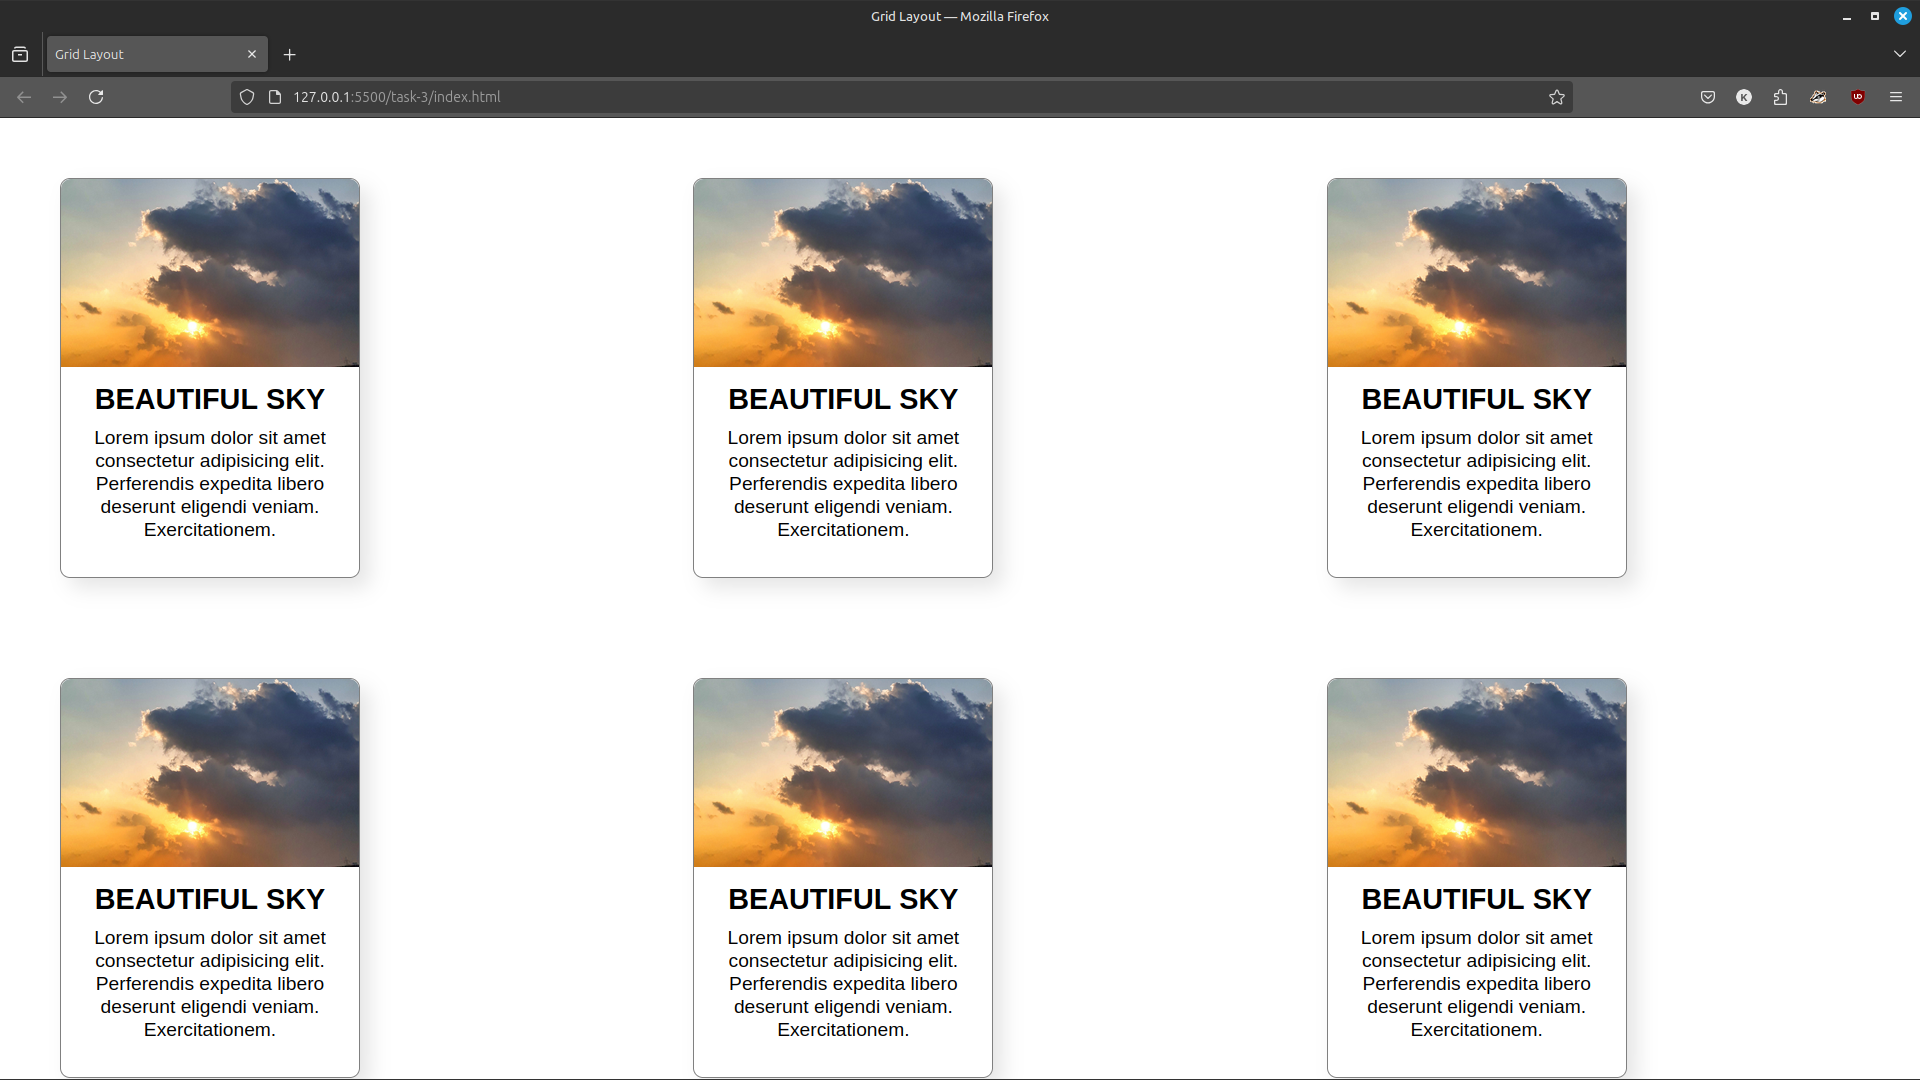 Grid Layout — Mozilla Firefox
Grid Layout
127.0.0.1:5500/task-3/index.html
K
UD
BEAUTIFUL SKY
Lorem ipsum dolor sit amet
consectetur adipisicing elit.
Perferendis expedita libero
deserunt eligendi veniam.
Exercitationem.
BEAUTIFUL SKY
Lorem ipsum dolor sit amet
consectetur adipisicing elit.
Perferendis expedita libero
deserunt eligendi veniam.
Exercitationem.
BEAUTIFUL SKY
Lorem ipsum dolor sit amet
consectetur adipisicing elit.
Perferendis expedita libero
deserunt eligendi veniam.
Exercitationem.
BEAUTIFUL SKY
Lorem ipsum dolor sit amet
consectetur adipisicing elit.
Perferendis expedita libero
deserunt eligendi veniam.
Exercitationem.
BEAUTIFUL SKY
Lorem ipsum dolor sit amet
consectetur adipisicing elit.
Perferendis expedita libero
deserunt eligendi veniam.
Exercitationem.
BEAUTIFUL SKY
Lorem ipsum dolor sit amet
consectetur adipisicing elit.
Perferendis expedita libero
deserunt eligendi veniam.
Exercitationem.